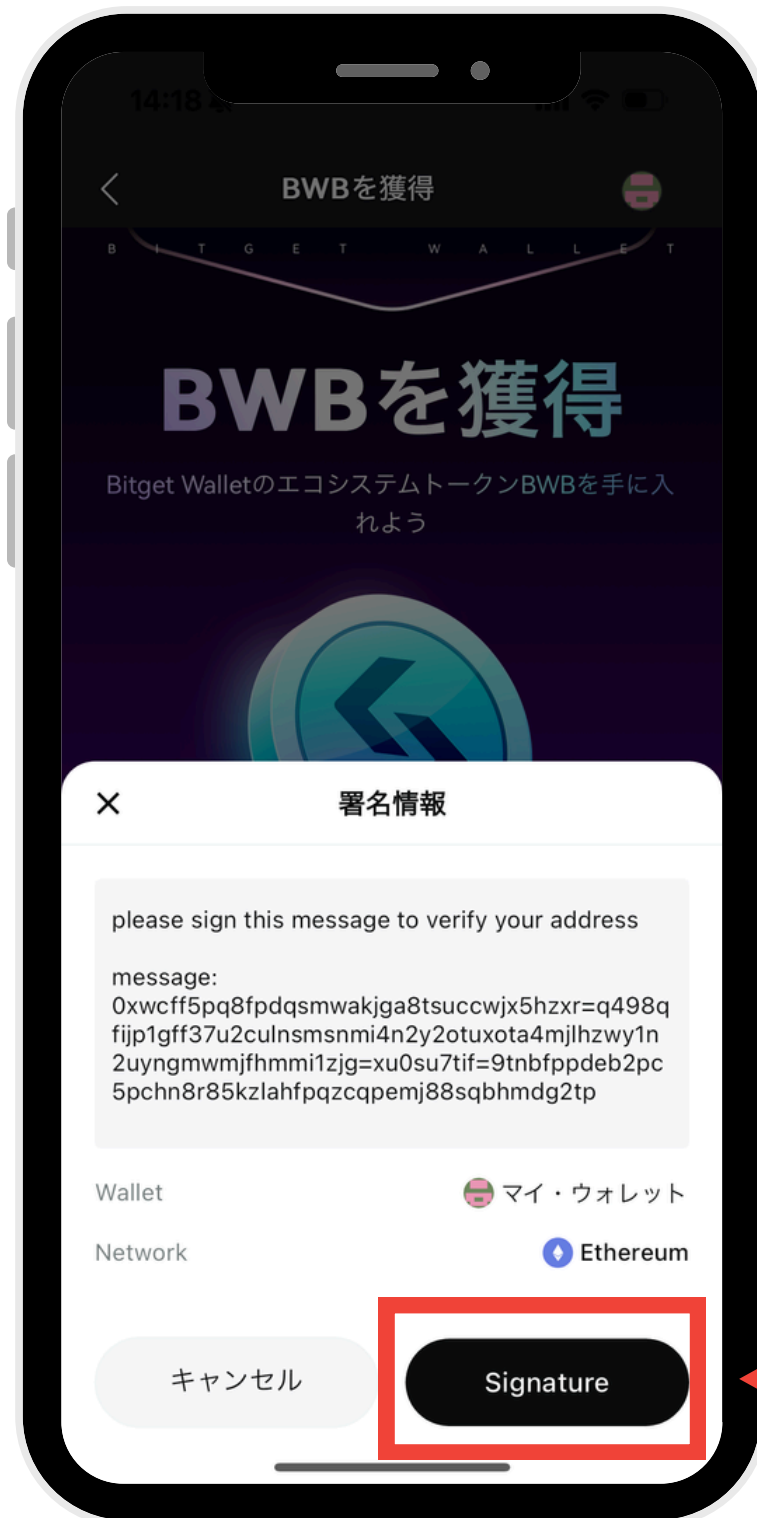 14:18
BWBを獲得
BITGET WALLET
BWBを獲得
Bitget WalletのエコシステムトークンBWBを手に入
れよう
署名情報
please sign this message to verify your address
message:
0xwcff5pq8fpdqsmwakjga8tsuccwjx5hzxr=q498q
fijp1gff37u2culnsmsnmi4n2y2otuxota4mjlhzwy1n
2uyngmwmjfhmmi1zjg=xu0su7tif=9tnbfppdeb2pc
5pchn8r85kzlahfpqzcqpemj88sqbhmdg2tp
Wallet
マイ・ウォレット
Network
Ethereum
キャンセル
Signature